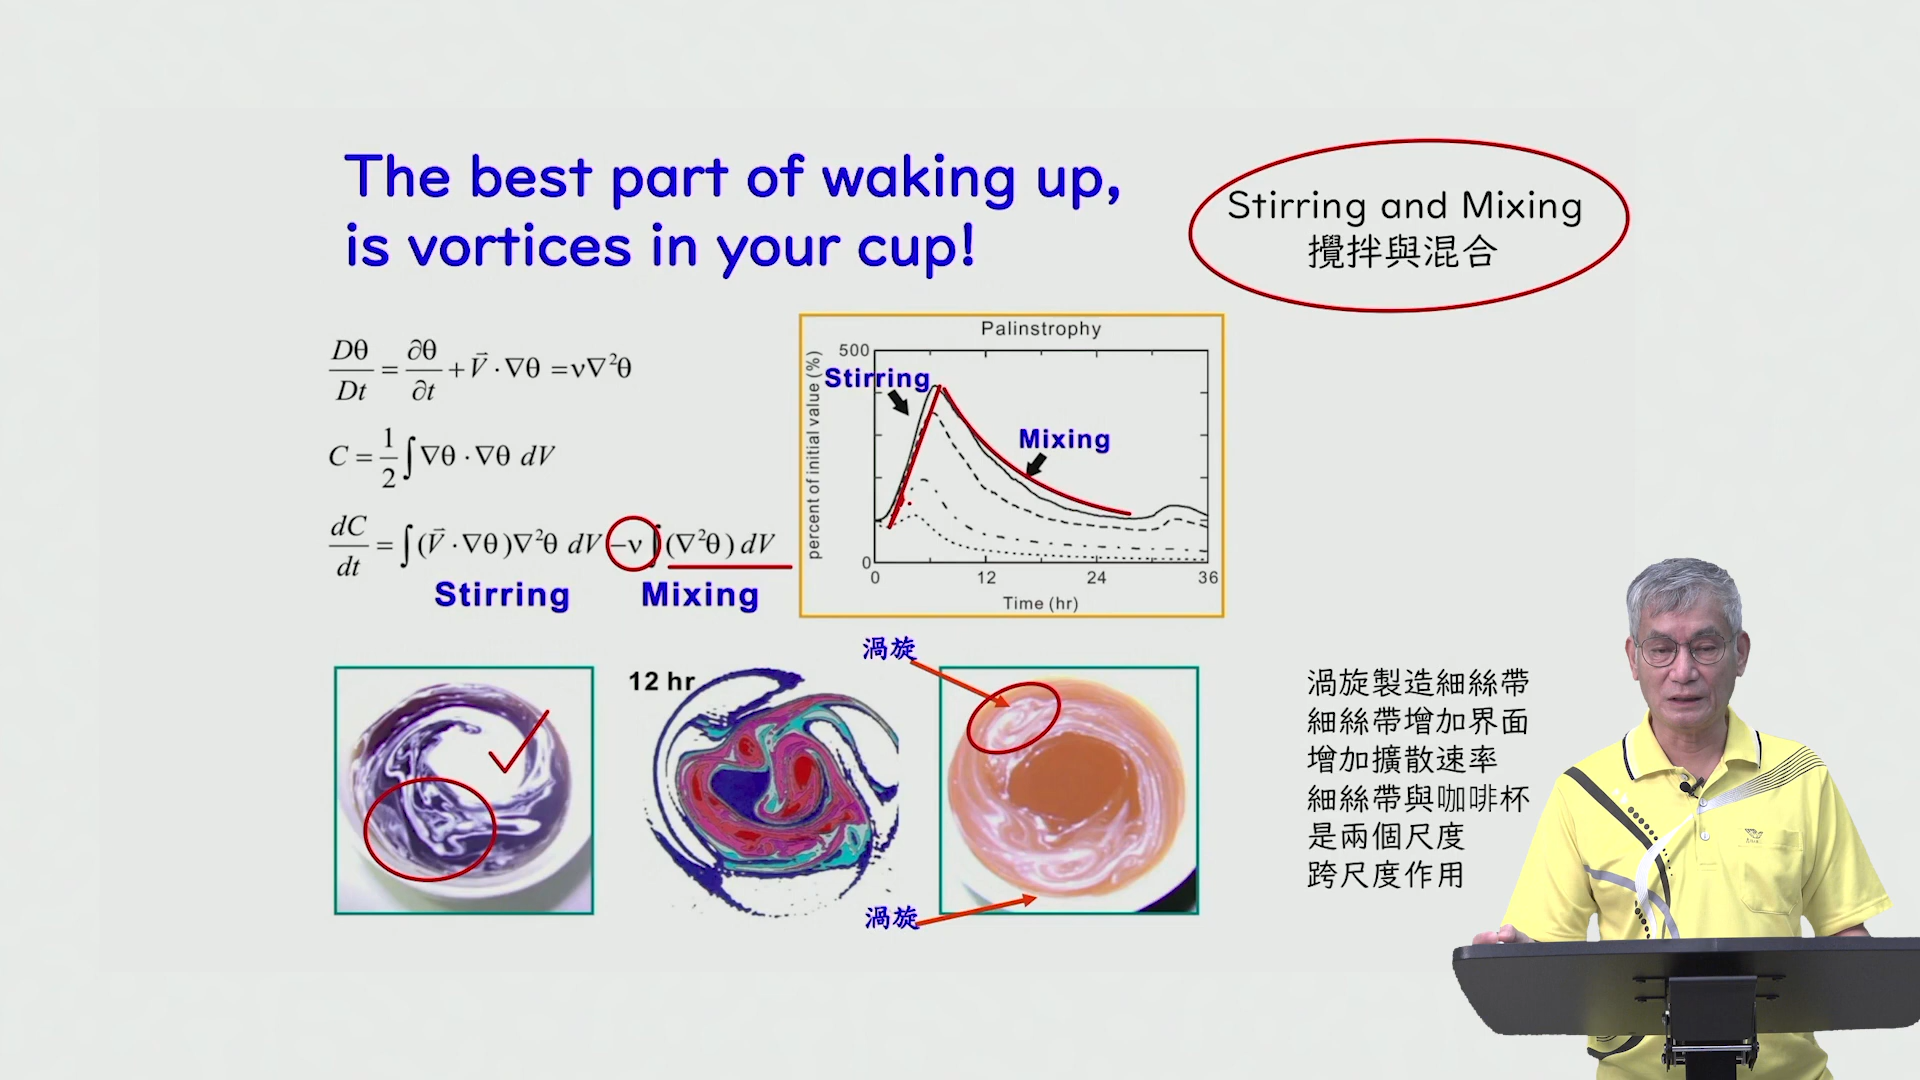 The best part of waking up,
is vortices in your cup!
Stirring and Mixing
攪拌與混合
Dθ/Dt = ∂θ/∂t + V⃗ · ∇θ = ν∇²θ
C = 1/2 ∫ ∇θ · ∇θ dV
dC/dt = ∫ (V⃗ · ∇θ)∇²θ dV −ν ∫ (∇²θ) dV
Stirring Mixing
Palinstrophy
percent of initial value (%)
500
Stirring
Mixing
0
0 12 24 36
Time (hr)
12 hr
渦旋
渦旋
渦旋製造細絲帶
細絲帶增加界面
增加擴散速率
細絲帶與咖啡杯
是兩個尺度
跨尺度作用